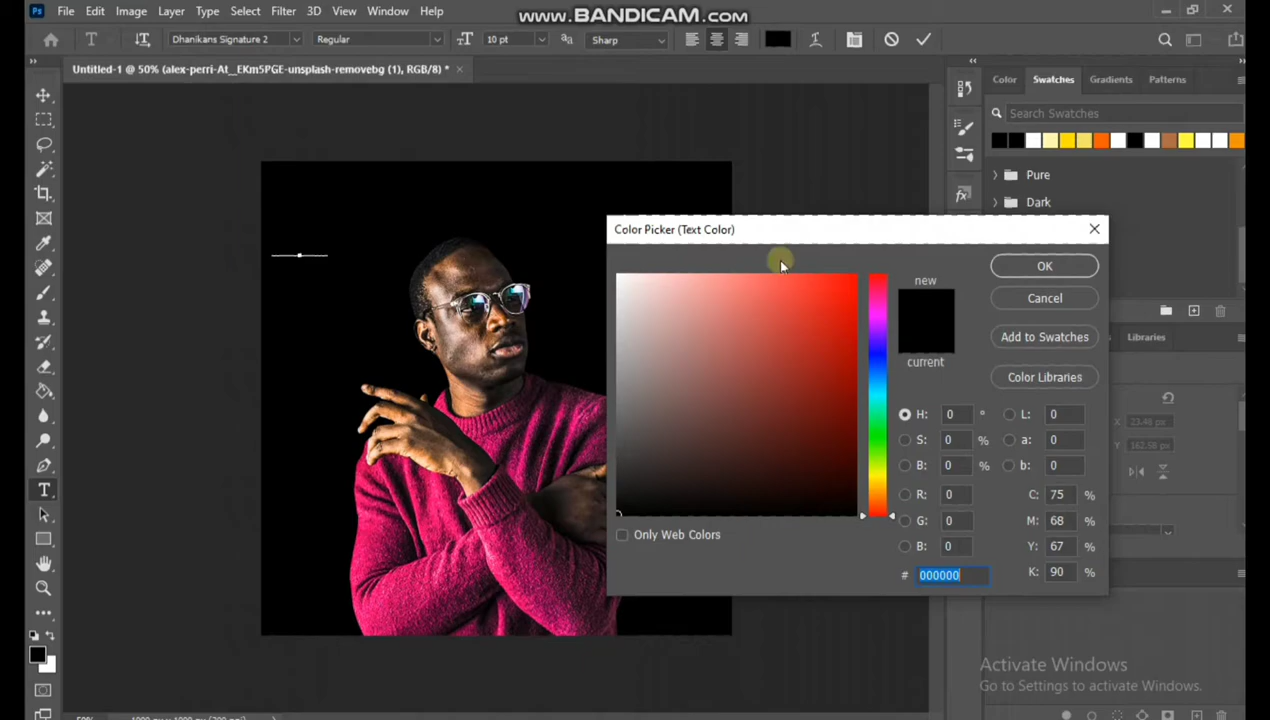 www.BANDICAM.com
Ps File Edit Image Layer Type Select Filter 3D View Window Help
T Dhanikans Signature 2 Regular 10 pt Sharp
Untitled-1 @ 50% (alex-perri-At__EKm5PGE-unsplash-removebg (1), RGB/8) *
Color Swatches Gradients Patterns
Search Swatches
Pure
Dark
Color Picker (Text Color)
OK
new
Cancel
Add to Swatches
Libraries
current
Color Libraries
H: 0 ° L: 0
X 23.48 px
S: 0 % a: 0
B: 0 % b: 0
R: 0 C: 75 %
G: 0 M: 68 %
Only Web Colors
B: 0 Y: 67 %
# 000000 K: 90 %
Activate Windows
Go to Settings to activate Windows.